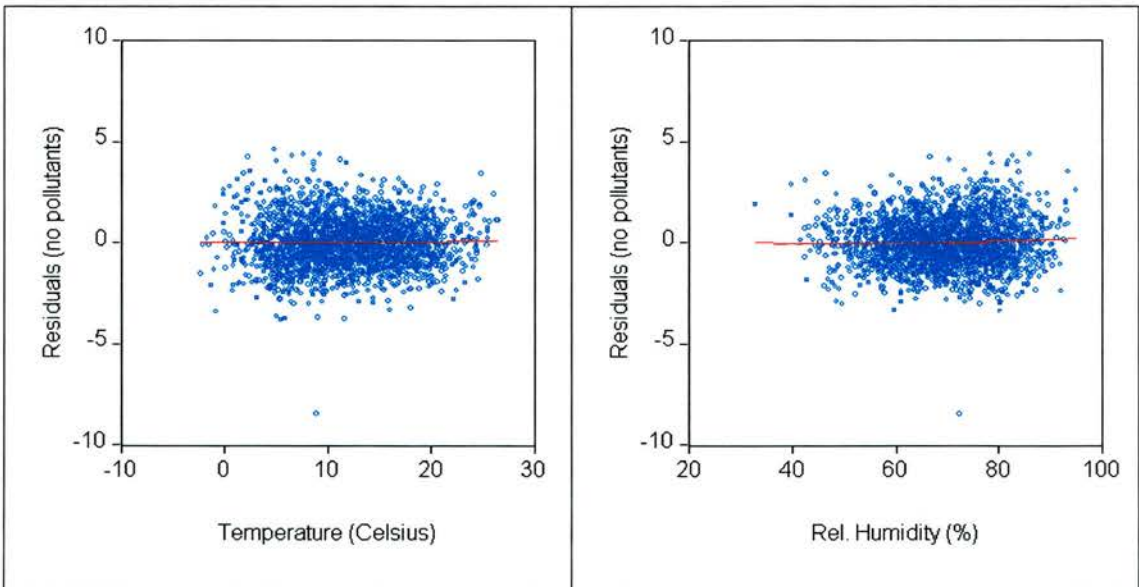 10
5
0
-5
-10
-10 0 10 20 30
Residuals (no pollutants)
Temperature (Celsius)
10
5
0
-5
-10
20 40 60 80 100
Residuals (no pollutants)
Rel. Humidity (%)